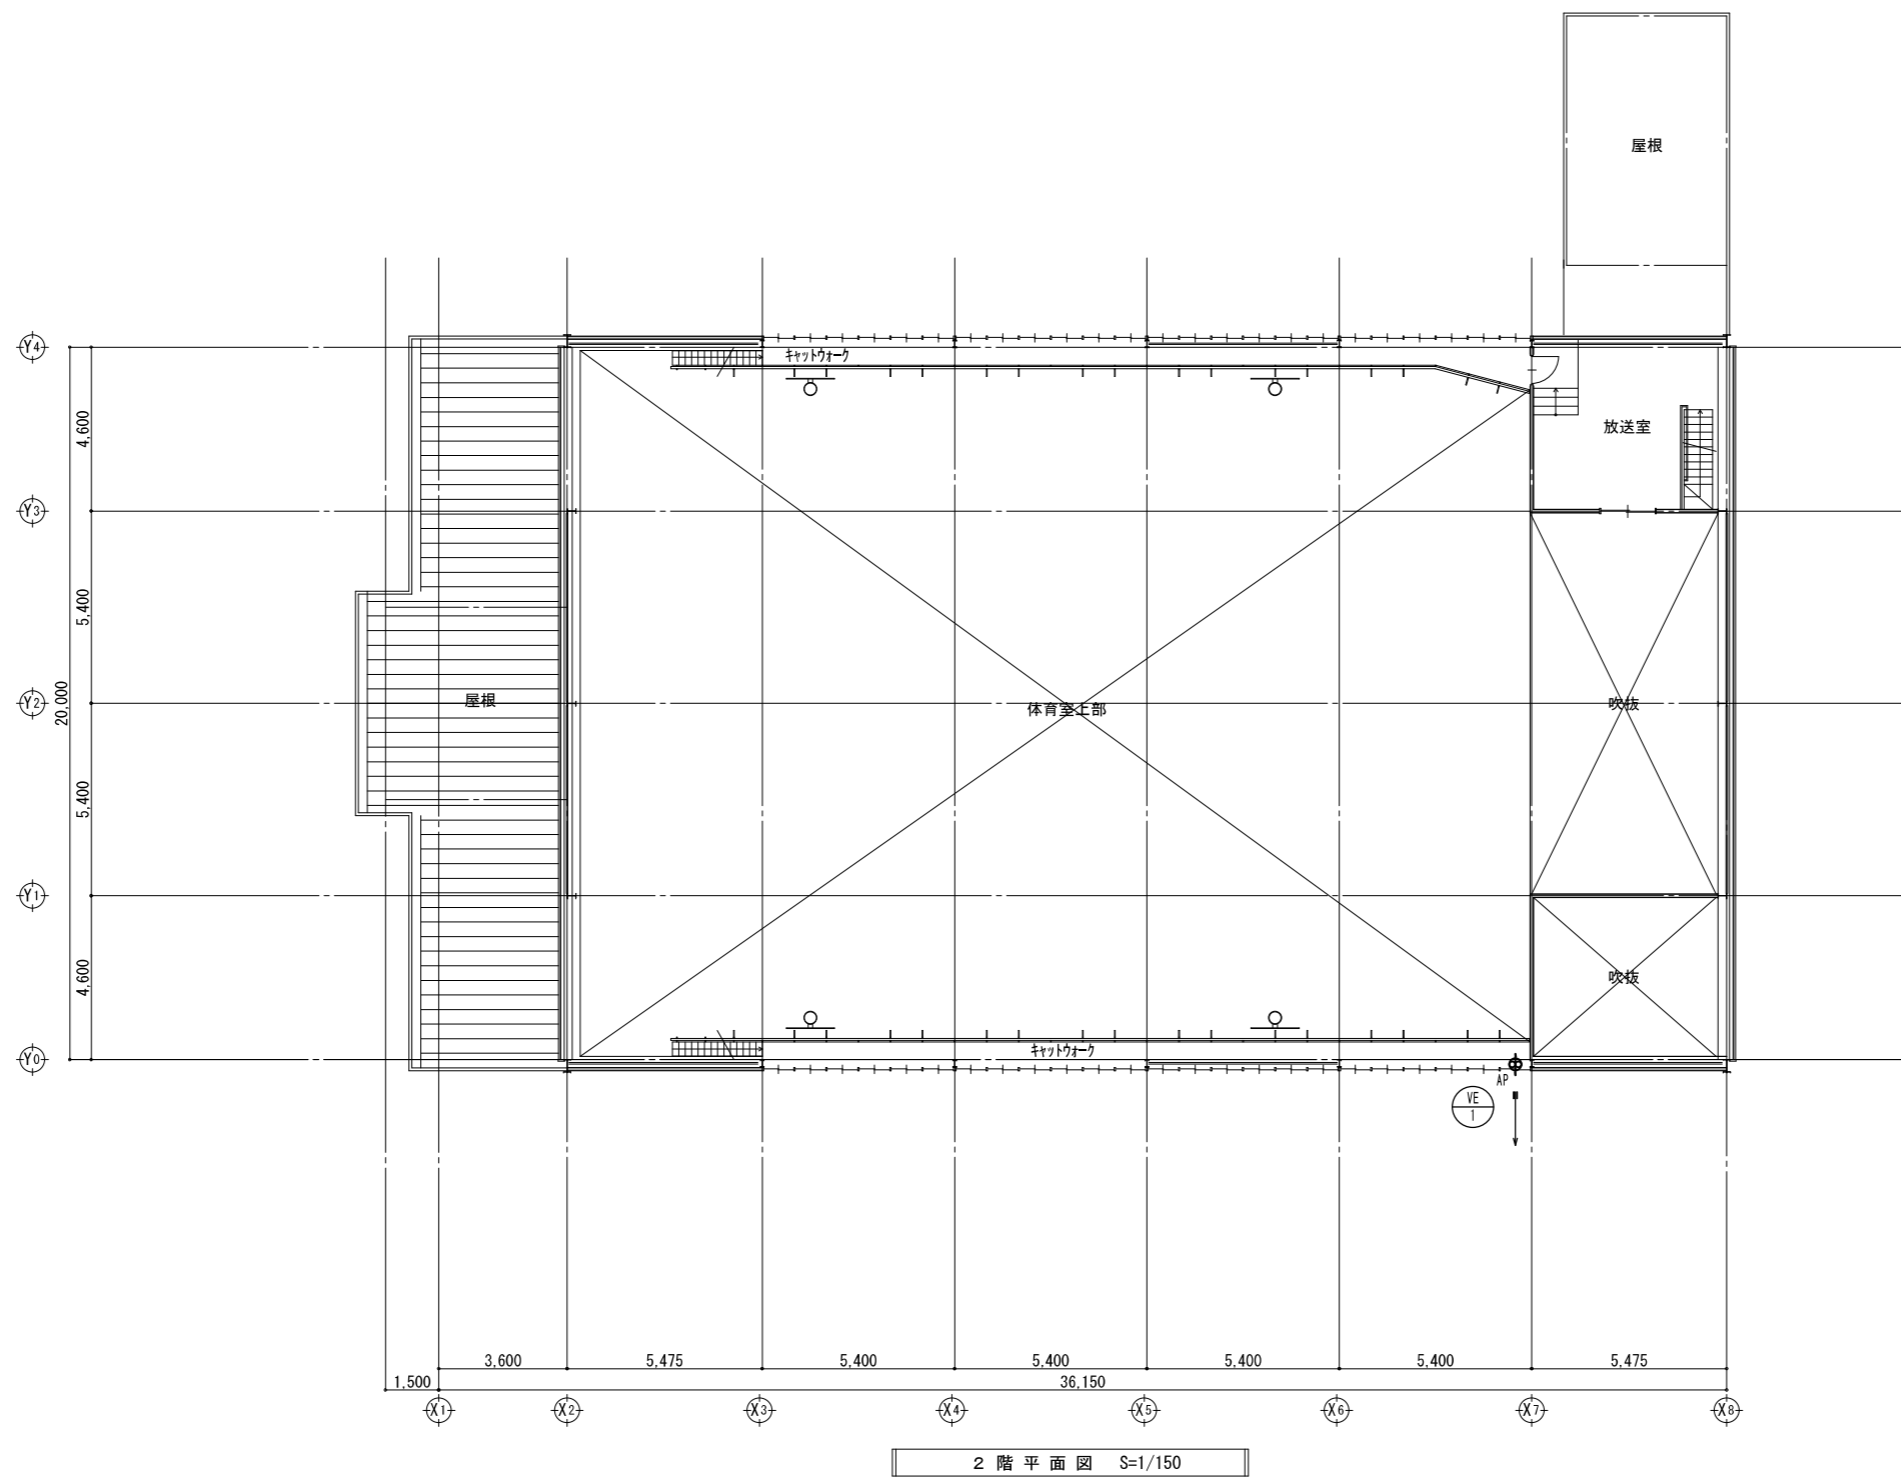 屋根
Y4
キャットウォーク
4,600
放送室
Y3
5,400
屋根
Y2
20,000
体育室上部
吹抜
5,400
Y1
4,600
吹抜
キャットウォーク
Y0
AP
VE
1
3,600
5,475
5,400
5,400
5,400
5,400
5,475
1,500
36,150
X1
X2
X3
X4
X5
X6
X7
X8
2 階 平 面 図 S=1/150